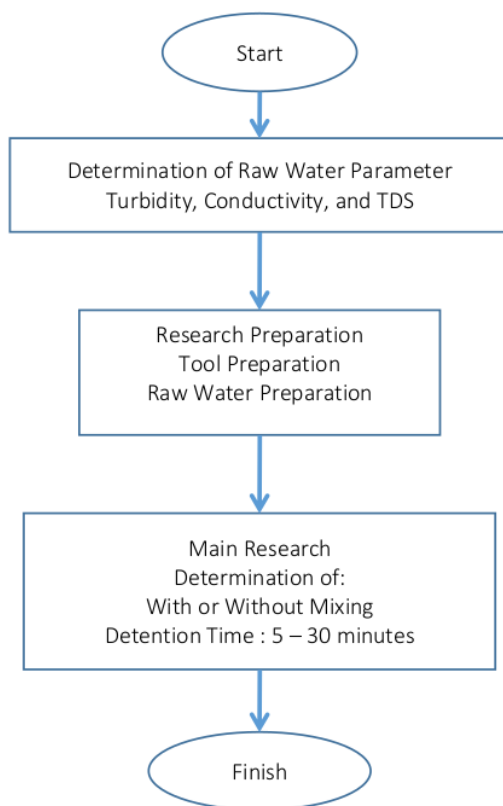 Start
Determination of Raw Water Parameter
Turbidity, Conductivity, and TDS
Research Preparation
Tool Preparation
Raw Water Preparation
Main Research
Determination of:
With or Without Mixing
Detention Time : 5 – 30 minutes
Finish